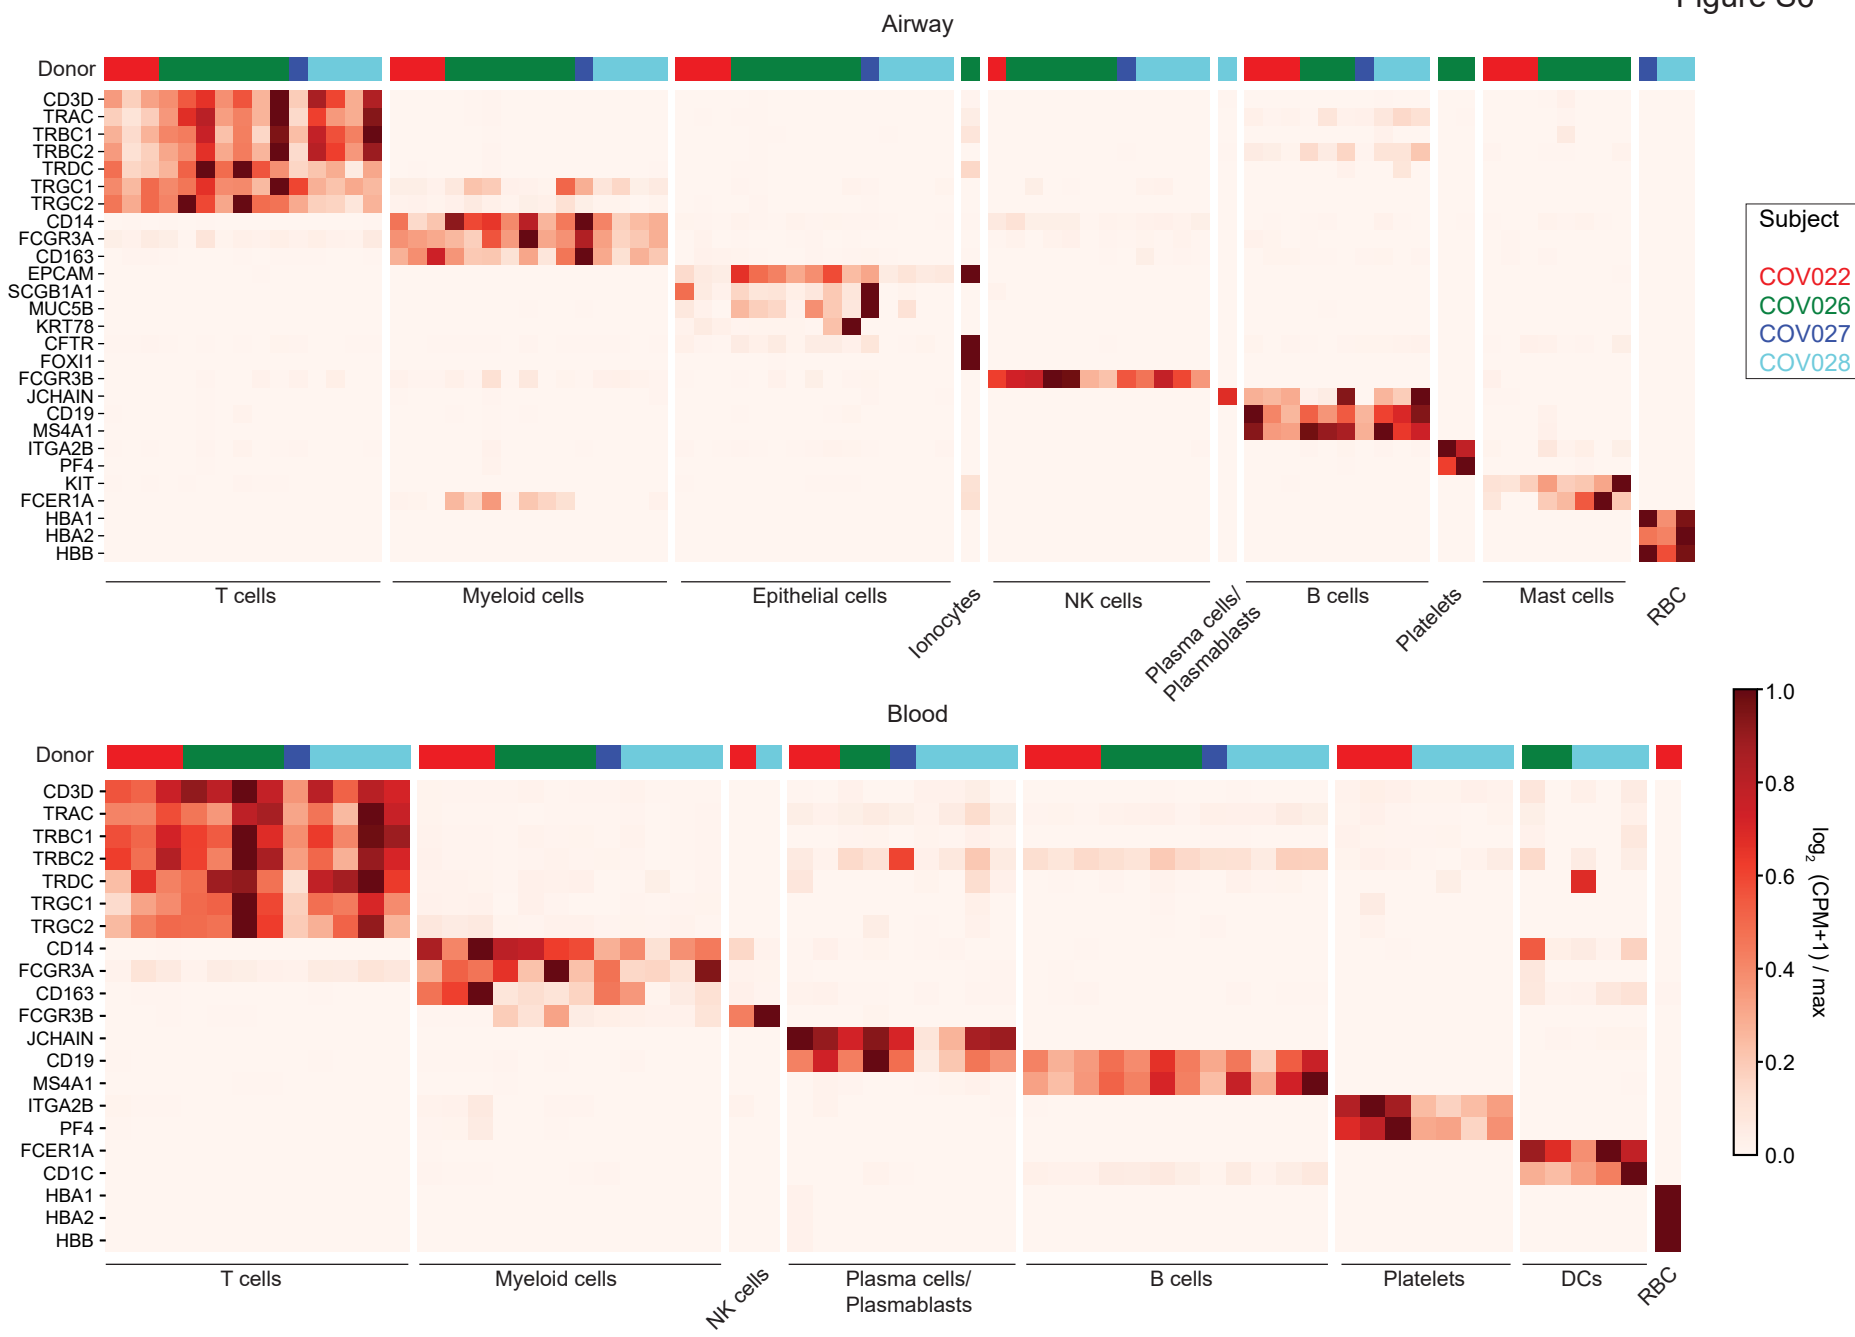 Airway
Donor
CD3D
TRAC
TRBC1
TRBC2
TRDC
TRGC1
TRGC2
CD14
FCGR3A
CD163
EPCAM
SCGB1A1
MUC5B
KRT78
CFTR
FOXI1
FCGR3B
JCHAIN
CD19
MS4A1
ITGA2B
PF4
KIT
FCER1A
HBA1
HBA2
HBB
T cells
Myeloid cells
Epithelial cells
Ionocytes
NK cells
Plasma cells/
Plasmablasts
B cells
Platelets
Mast cells
RBC
Subject
COV022
COV026
COV027
COV028
Blood
Donor
CD3D
TRAC
TRBC1
TRBC2
TRDC
TRGC1
TRGC2
CD14
FCGR3A
CD163
FCGR3B
JCHAIN
CD19
MS4A1
ITGA2B
PF4
FCER1A
CD1C
HBA1
HBA2
HBB
T cells
Myeloid cells
NK cells
Plasma cells/
Plasmablasts
B cells
Platelets
DCs
RBC
1.0
0.8
0.6
0.4
0.2
0.0
log2 (CPM+1) / max